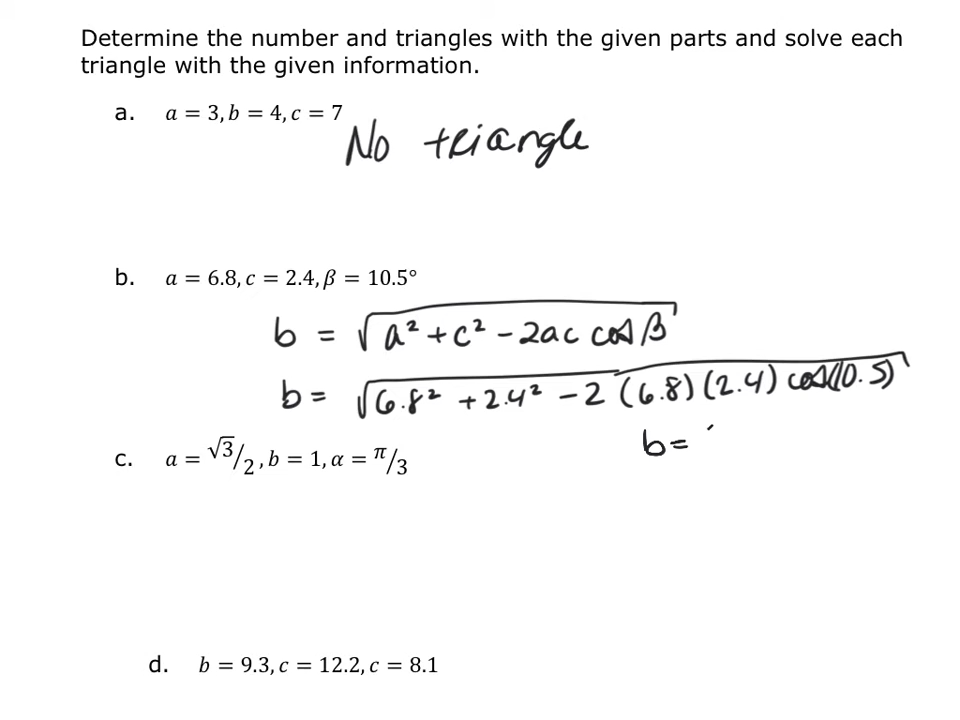 Determine the number and triangles with the given parts and solve each
triangle with the given information.
a. a = 3, b = 4, c = 7
No triangle
b. a = 6.8, c = 2.4, β = 10.5°
b = √(a² + c² - 2ac cos β)
b = √(6.8² + 2.4² - 2(6.8)(2.4) cos(10.5))
b =
c. a = √3/2, b = 1, α = π/3
d. b = 9.3, c = 12.2, c = 8.1